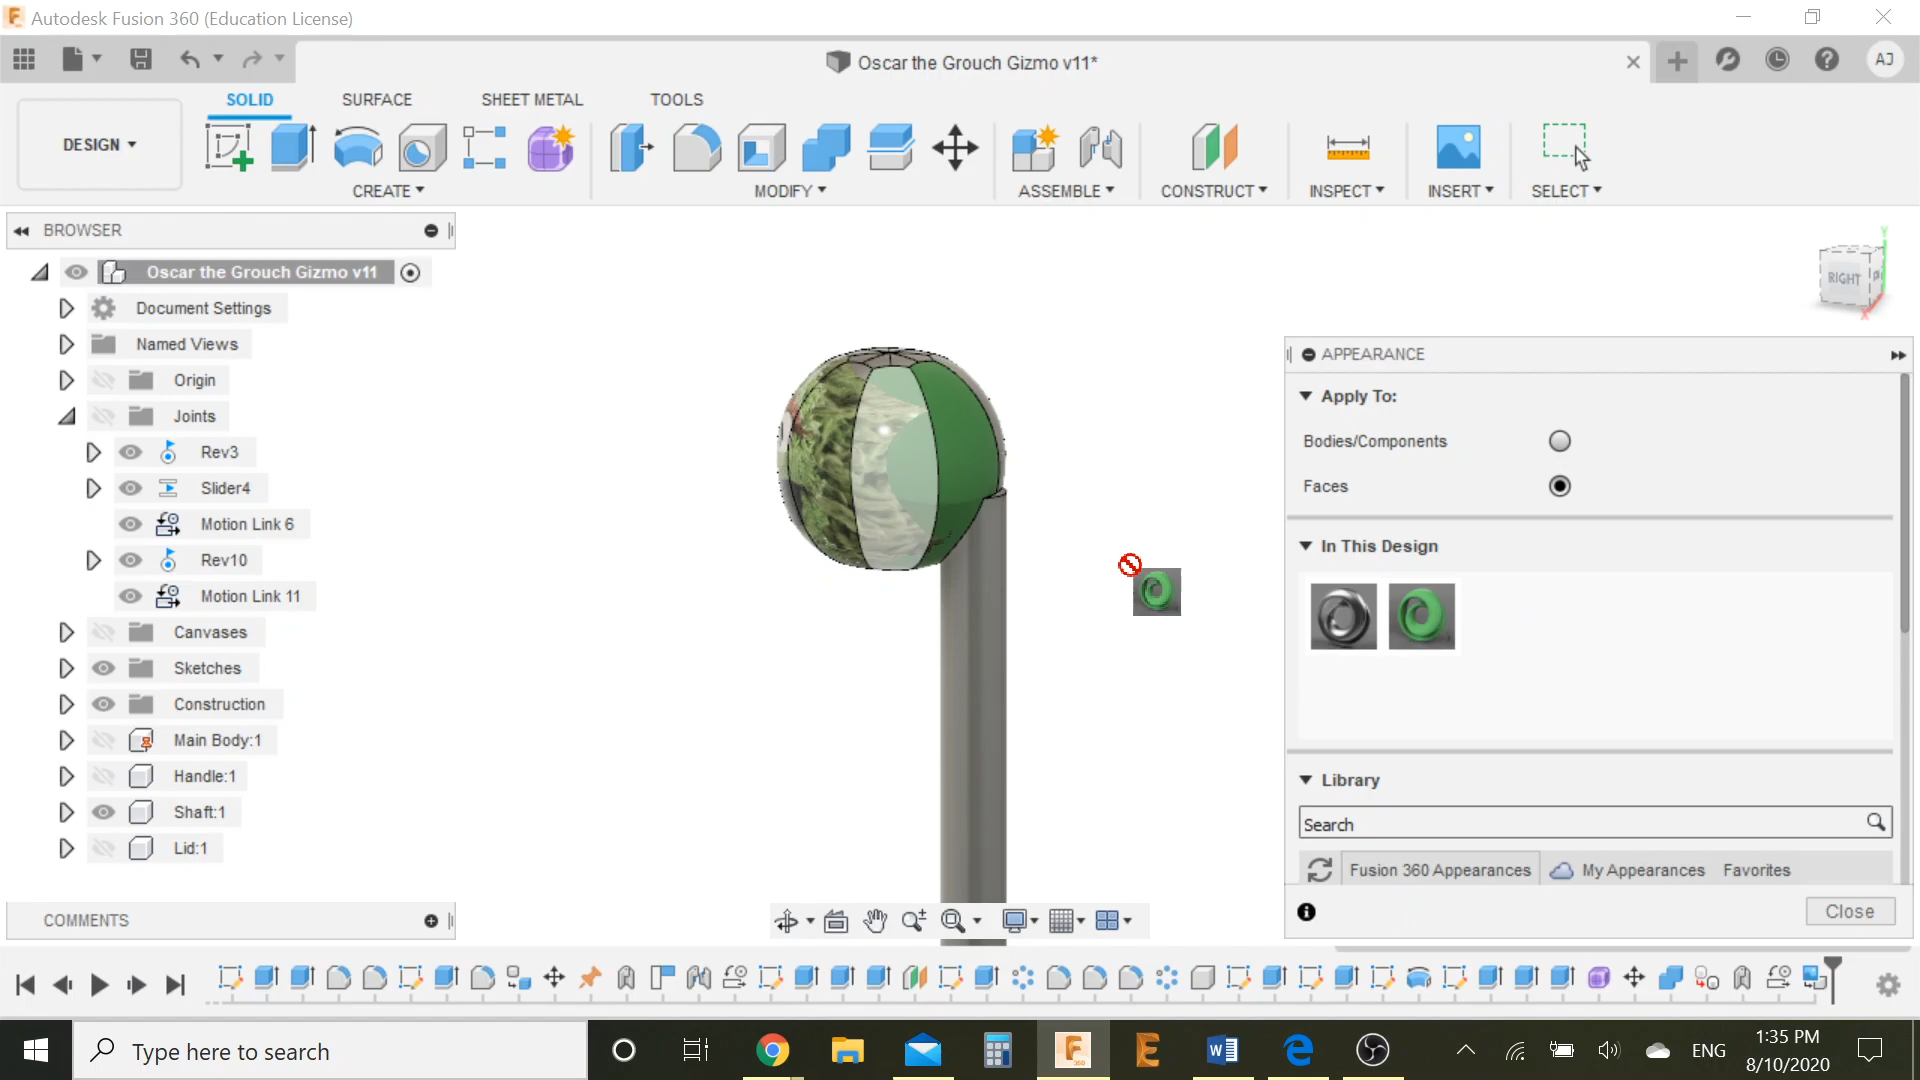 Autodesk Fusion 360 (Education License)
Oscar the Grouch Gizmo v11*
AJ
SOLID SURFACE SHEET METAL TOOLS
DESIGN
CREATE MODIFY ASSEMBLE CONSTRUCT INSPECT INSERT SELECT
BROWSER
Oscar the Grouch Gizmo v11
Document Settings
Named Views
Origin
Joints
Rev3
Slider4
Motion Link 6
Rev10
Motion Link 11
Canvases
Sketches
Construction
Main Body:1
Handle:1
Shaft:1
Lid:1
COMMENTS
RIGHT
Y
X
APPEARANCE
Apply To:
Bodies/Components
Faces
In This Design
Library
Search
Fusion 360 Appearances My Appearances Favorites
Close
Type here to search
ENG
1:35 PM
8/10/2020